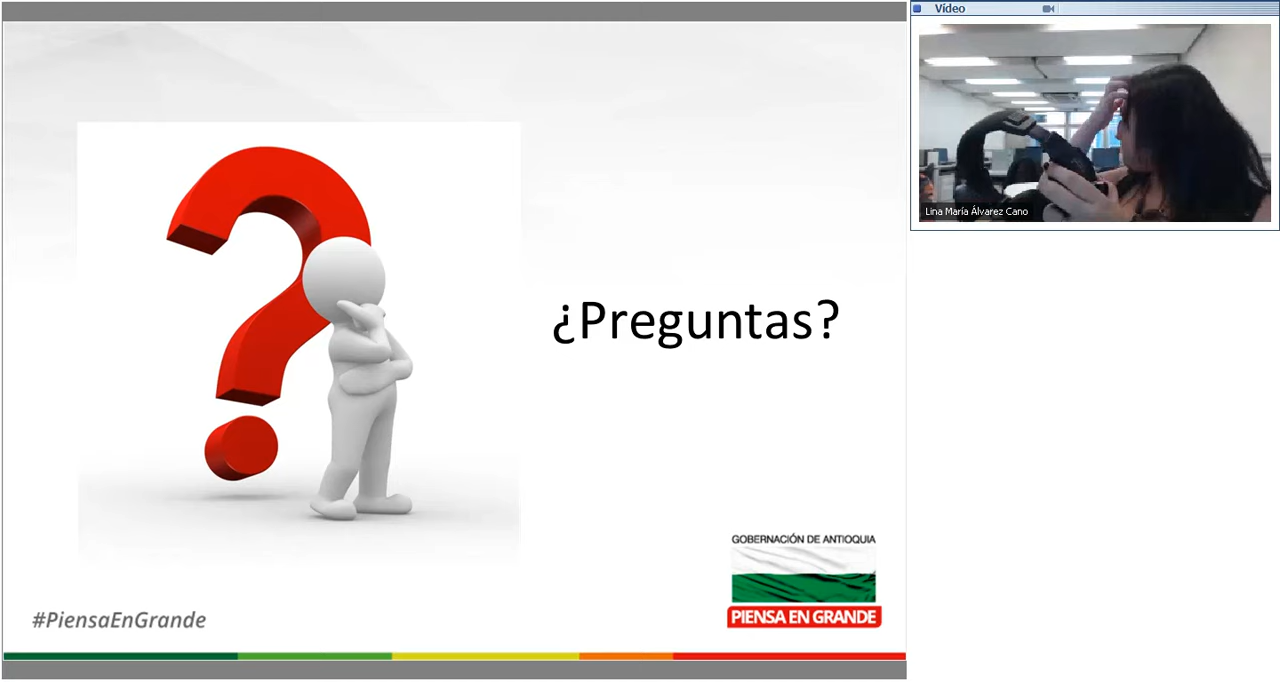 Vídeo
Lina María Álvarez Cano
¿Preguntas?
GOBERNACIÓN DE ANTIOQUIA
PIENSA EN GRANDE
#PiensaEnGrande